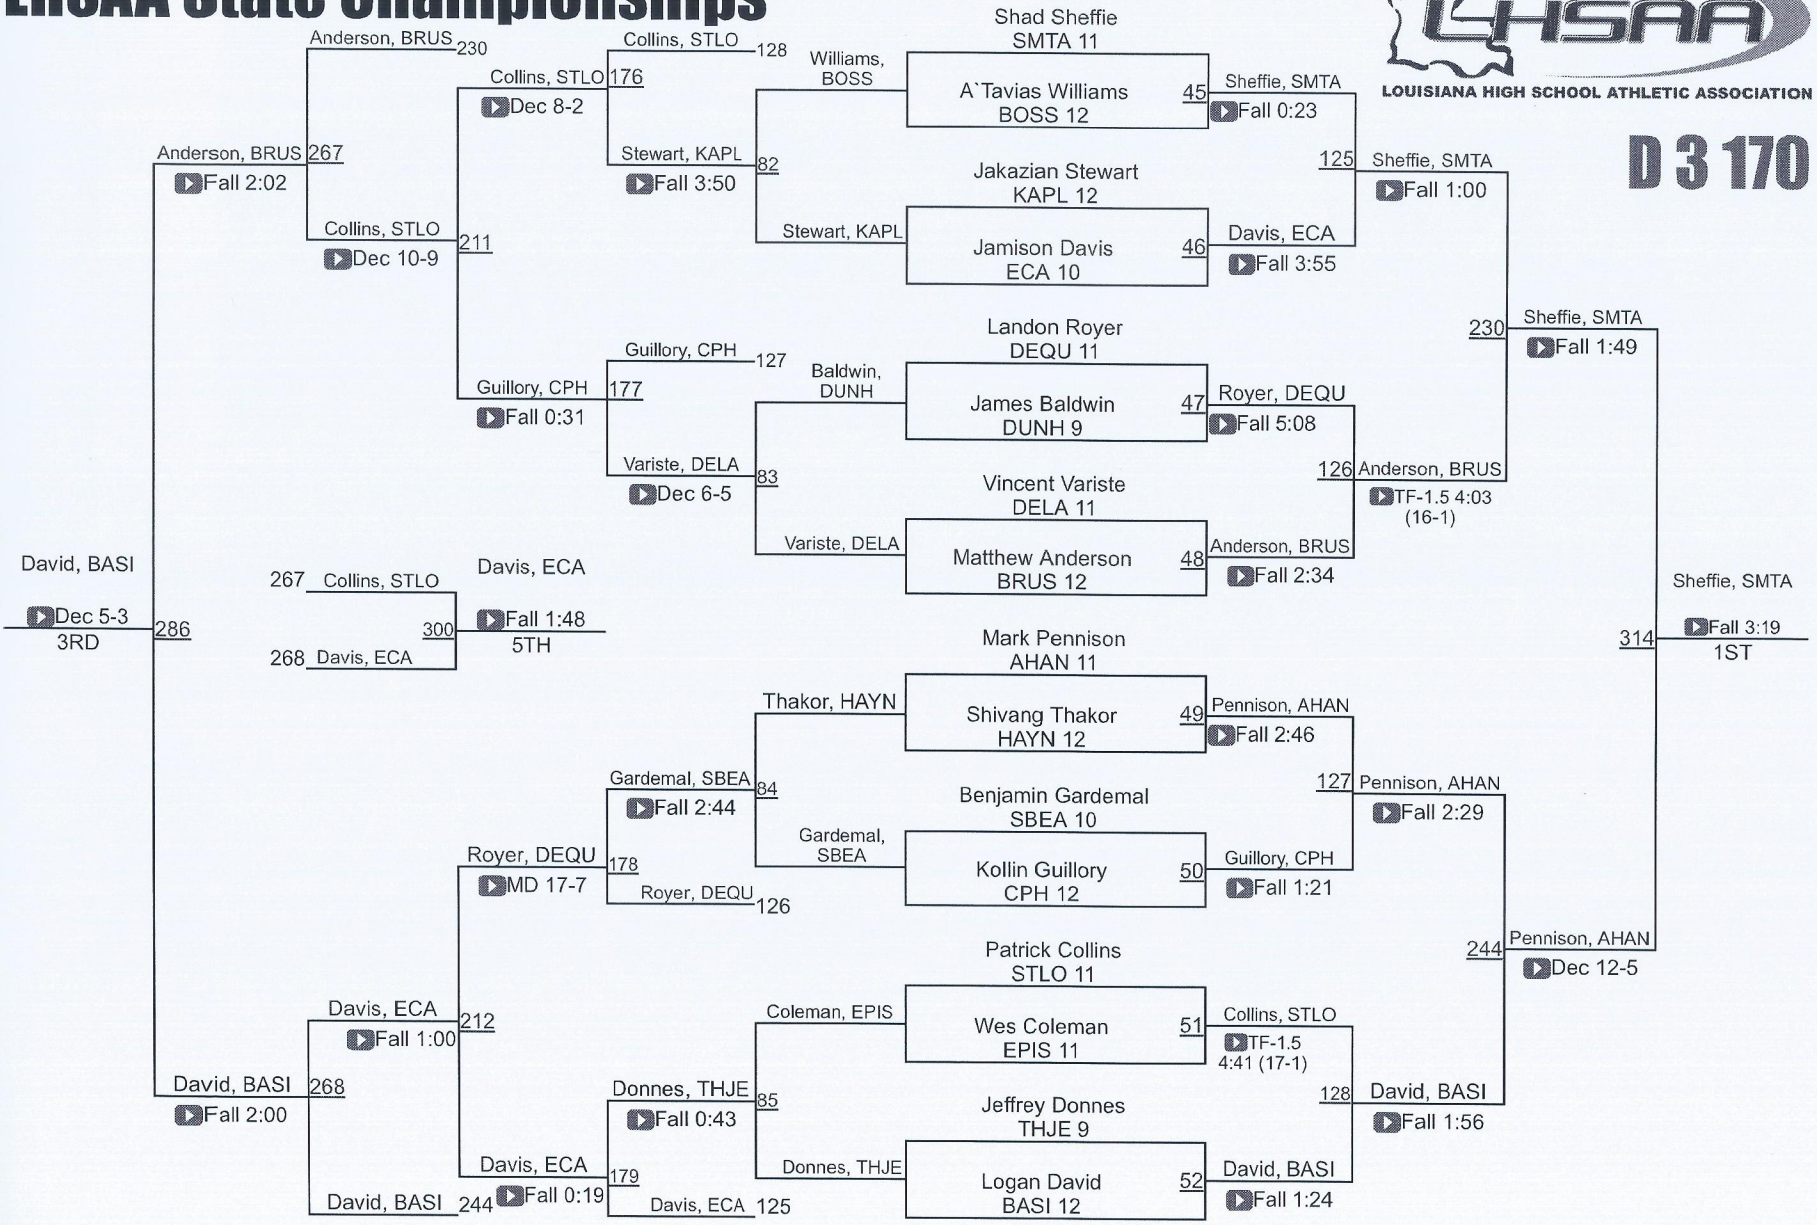 LHSAA State Championships
LHSAA
LOUISIANA HIGH SCHOOL ATHLETIC ASSOCIATION
D 3 170
Shad Sheffie
SMTA 11
A`Tavias Williams
BOSS 12
45
Sheffie, SMTA
Fall 0:23
Jakazian Stewart
KAPL 12
Jamison Davis
ECA 10
46
Davis, ECA
Fall 3:55
125
Sheffie, SMTA
Fall 1:00
Landon Royer
DEQU 11
James Baldwin
DUNH 9
47
Royer, DEQU
Fall 5:08
Vincent Variste
DELA 11
Matthew Anderson
BRUS 12
48
Anderson, BRUS
Fall 2:34
126
Anderson, BRUS
TF-1.5 4:03
(16-1)
230
Sheffie, SMTA
Fall 1:49
Mark Pennison
AHAN 11
Shivang Thakor
HAYN 12
49
Pennison, AHAN
Fall 2:46
Benjamin Gardemal
SBEA 10
Kollin Guillory
CPH 12
50
Guillory, CPH
Fall 1:21
127
Pennison, AHAN
Fall 2:29
Patrick Collins
STLO 11
Wes Coleman
EPIS 11
51
Collins, STLO
TF-1.5
4:41 (17-1)
Jeffrey Donnes
THJE 9
Logan David
BASI 12
52
David, BASI
Fall 1:24
128
David, BASI
Fall 1:56
244
Pennison, AHAN
Dec 12-5
Sheffie, SMTA
314
Fall 3:19
1ST
Williams,
BOSS
Stewart, KAPL
82
Collins, STLO
128
Stewart, KAPL
Fall 3:50
176
Collins, STLO
Dec 8-2
Baldwin,
DUNH
Variste, DELA
83
Guillory, CPH
127
Variste, DELA
Dec 6-5
177
Guillory, CPH
Fall 0:31
211
Anderson, BRUS
230
Collins, STLO
Dec 10-9
267
Anderson, BRUS
Fall 2:02
Thakor, HAYN
Gardemal,
SBEA
84
Gardemal, SBEA
Fall 2:44
Royer, DEQU
126
178
Royer, DEQU
MD 17-7
Coleman, EPIS
Donnes, THJE
85
Donnes, THJE
Fall 0:43
Davis, ECA
125
179
Davis, ECA
Fall 0:19
212
Davis, ECA
Fall 1:00
David, BASI
244
268
David, BASI
Fall 2:00
286
David, BASI
Dec 5-3
3RD
267
Collins, STLO
268
Davis, ECA
300
Davis, ECA
Fall 1:48
5TH